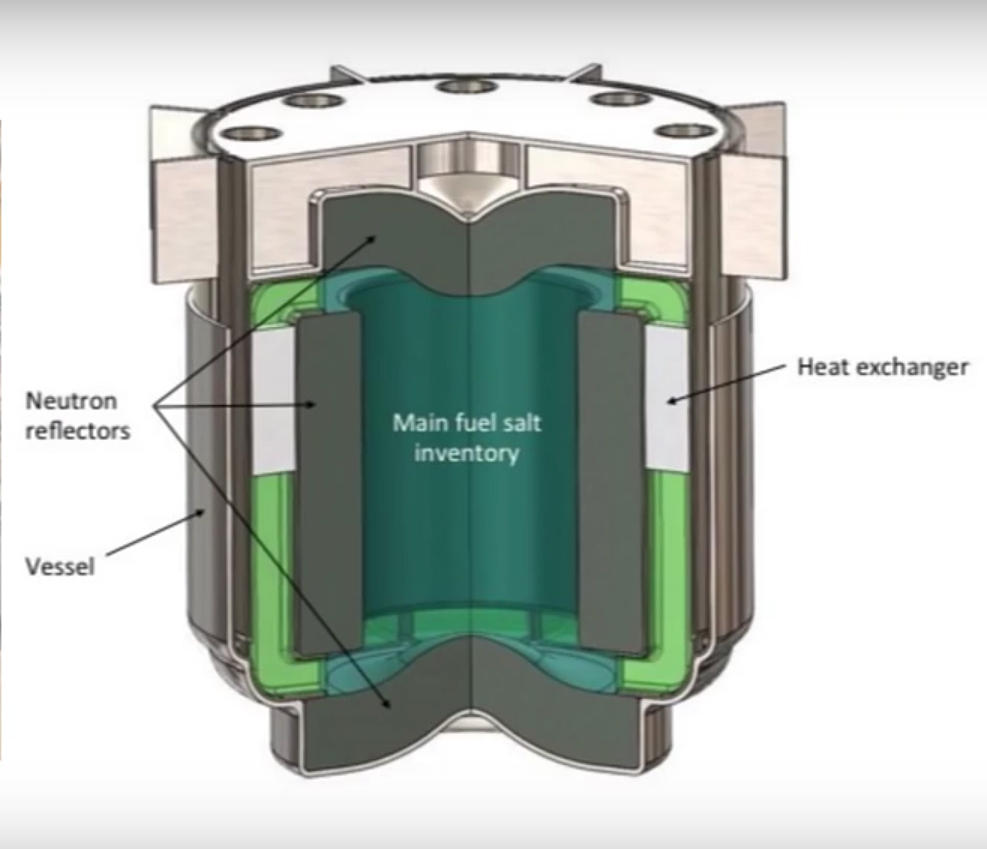 Heat exchanger
Neutron
reflectors
Main fuel salt
inventory
Vessel